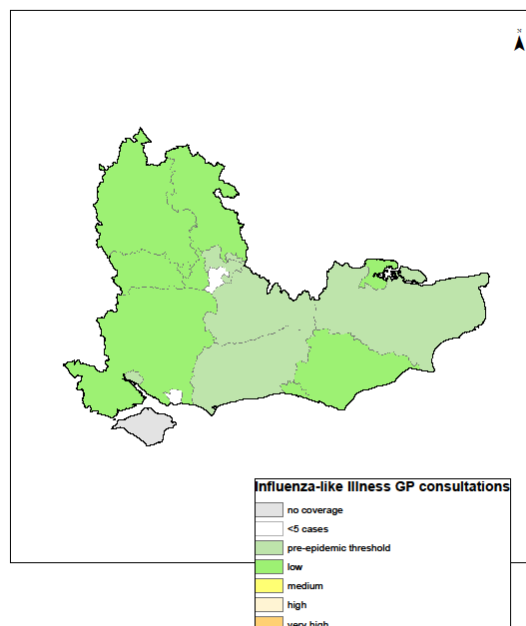 N
Influenza-like Illness GP consultations
no coverage
<5 cases
pre-epidemic threshold
low
medium
high
very high